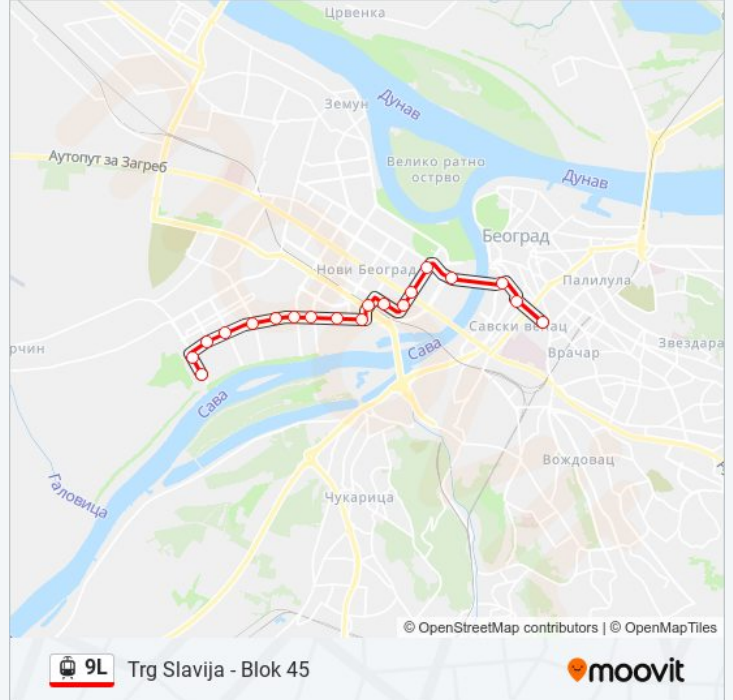 Црвенка
Земун
Дунав
Аутопут за Загреб
Велико ратно
острво
Дунав
Београд
Нови Београд
Палилула
Савски венац
Сава
Врачар
Звездара
рчин
Сава
Вождовац
Галовица
Чукарица
© OpenStreetMap contributors | © OpenMapTiles
9L Trg Slavija - Blok 45
moovit